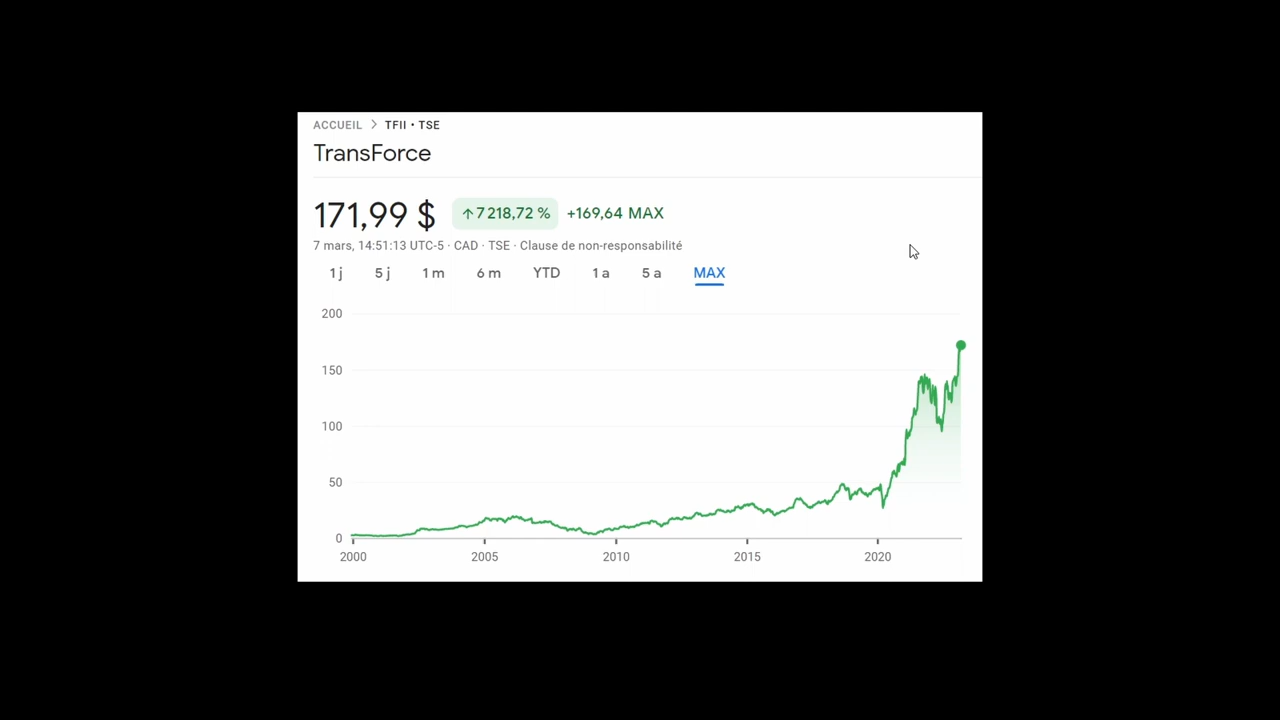 ACCUEIL > TFII • TSE
TransForce
171,99 $ ↑ 7 218,72 % +169,64 MAX
7 mars, 14:51:13 UTC-5 · CAD · TSE · Clause de non-responsabilité
1 j 5 j 1 m 6 m YTD 1 a 5 a MAX
200
150
100
50
0
2000 2005 2010 2015 2020